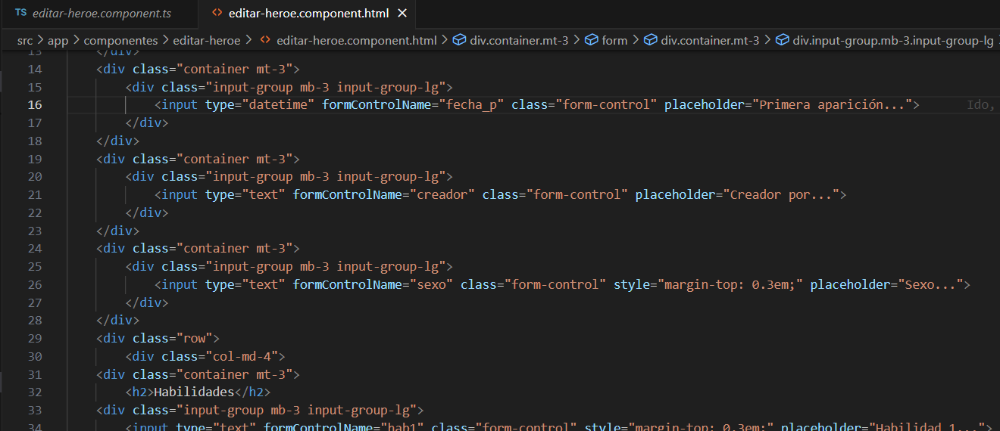 TS editar-heroe.component.ts <> editar-heroe.component.html ×
src > app > componentes > editar-heroe > <> editar-heroe.component.html > div.container.mt-3 > form > div.container.mt-3 > div.input-group.mb-3.input-group-lg >
13 </div>
14 <div class="container mt-3">
15 <div class="input-group mb-3 input-group-lg">
16 <input type="datetime" formControlName="fecha_p" class="form-control" placeholder="Primera aparición..."> Ido,
17 </div>
18 </div>
19 <div class="container mt-3">
20 <div class="input-group mb-3 input-group-lg">
21 <input type="text" formControlName="creador" class="form-control" placeholder="Creador por...">
22 </div>
23 </div>
24 <div class="container mt-3">
25 <div class="input-group mb-3 input-group-lg">
26 <input type="text" formControlName="sexo" class="form-control" style="margin-top: 0.3em;" placeholder="Sexo...">
27 </div>
28 </div>
29 <div class="row">
30 <div class="col-md-4">
31 <div class="container mt-3">
32 <h2>Habilidades</h2>
33 <div class="input-group mb-3 input-group-lg">
34 <input type="text" formControlName="hab1" class="form-control" style="margin-top: 0.3em;" placeholder="Habilidad 1...">